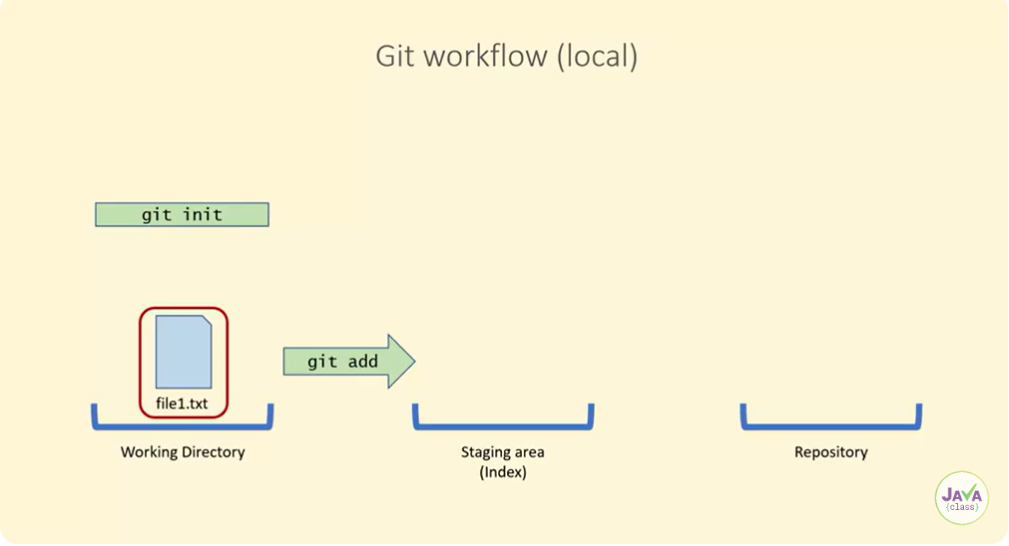 Git workflow (local)
git init
git add
file1.txt
Working Directory
Staging area
(Index)
Repository
JAVA
{class}